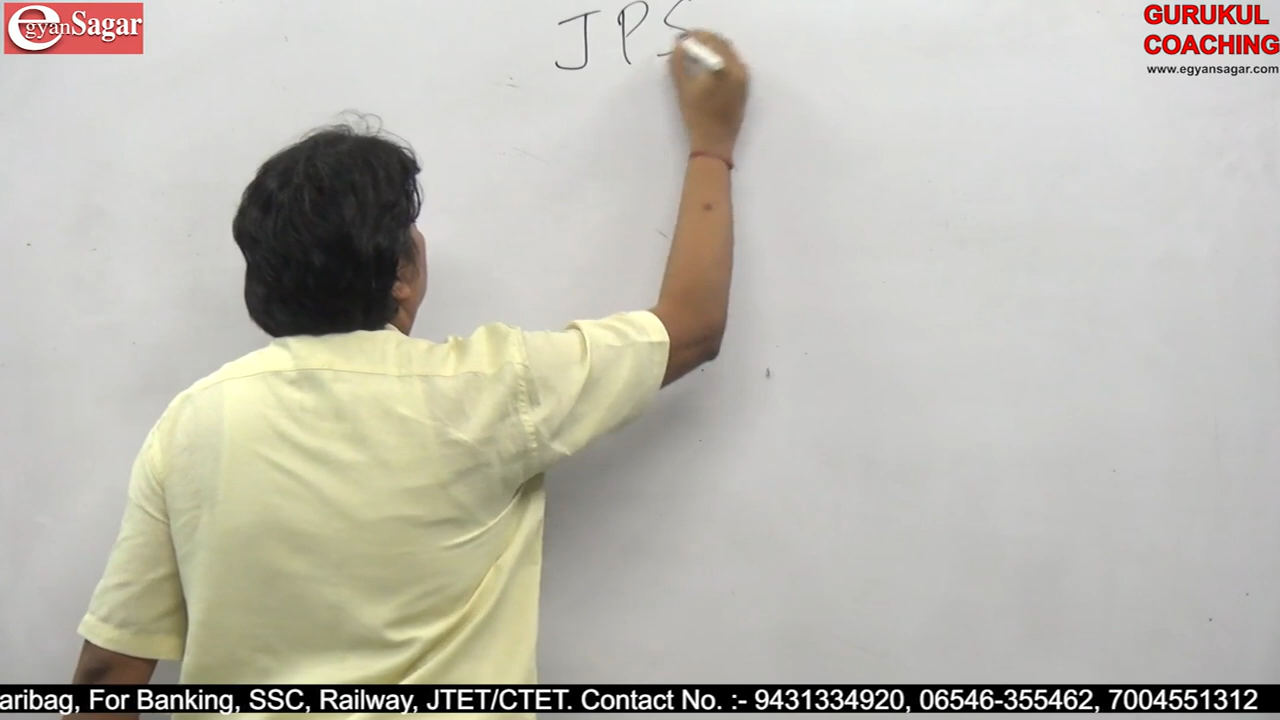 egyanSagar
GURUKUL
COACHING
www.egyansagar.com
JPS
aribag, For Banking, SSC, Railway, JTET/CTET. Contact No. :- 9431334920, 06546-355462, 7004551312